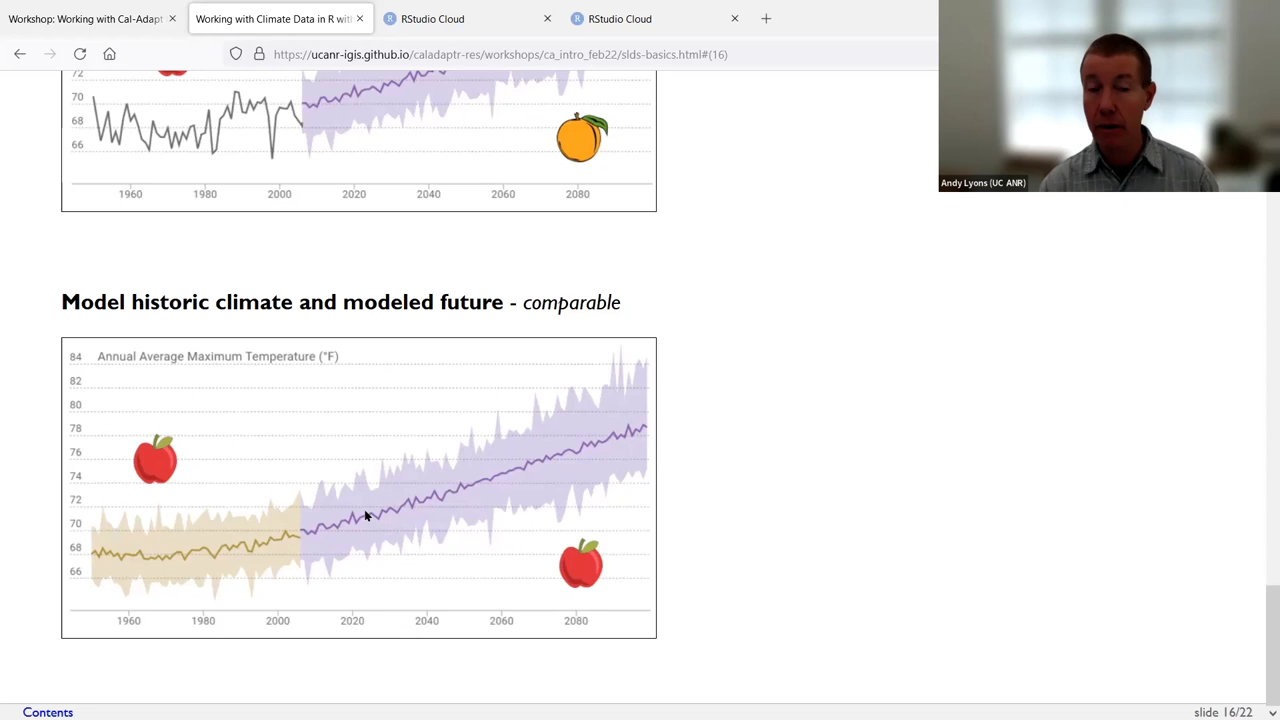 Workshop: Working with Cal-Adapt
Working with Climate Data in R with
RStudio Cloud
RStudio Cloud
https://ucanr-igis.github.io/caladaptr-res/workshops/ca_intro_feb22/slds-basics.html#(16)
72
70
68
66
1960 1980 2000 2020 2040 2060 2080
Andy Lyons (UC ANR)
Model historic climate and modeled future - comparable
84 Annual Average Maximum Temperature (°F)
82
80
78
76
74
72
70
68
66
1960 1980 2000 2020 2040 2060 2080
Contents
slide 16/22